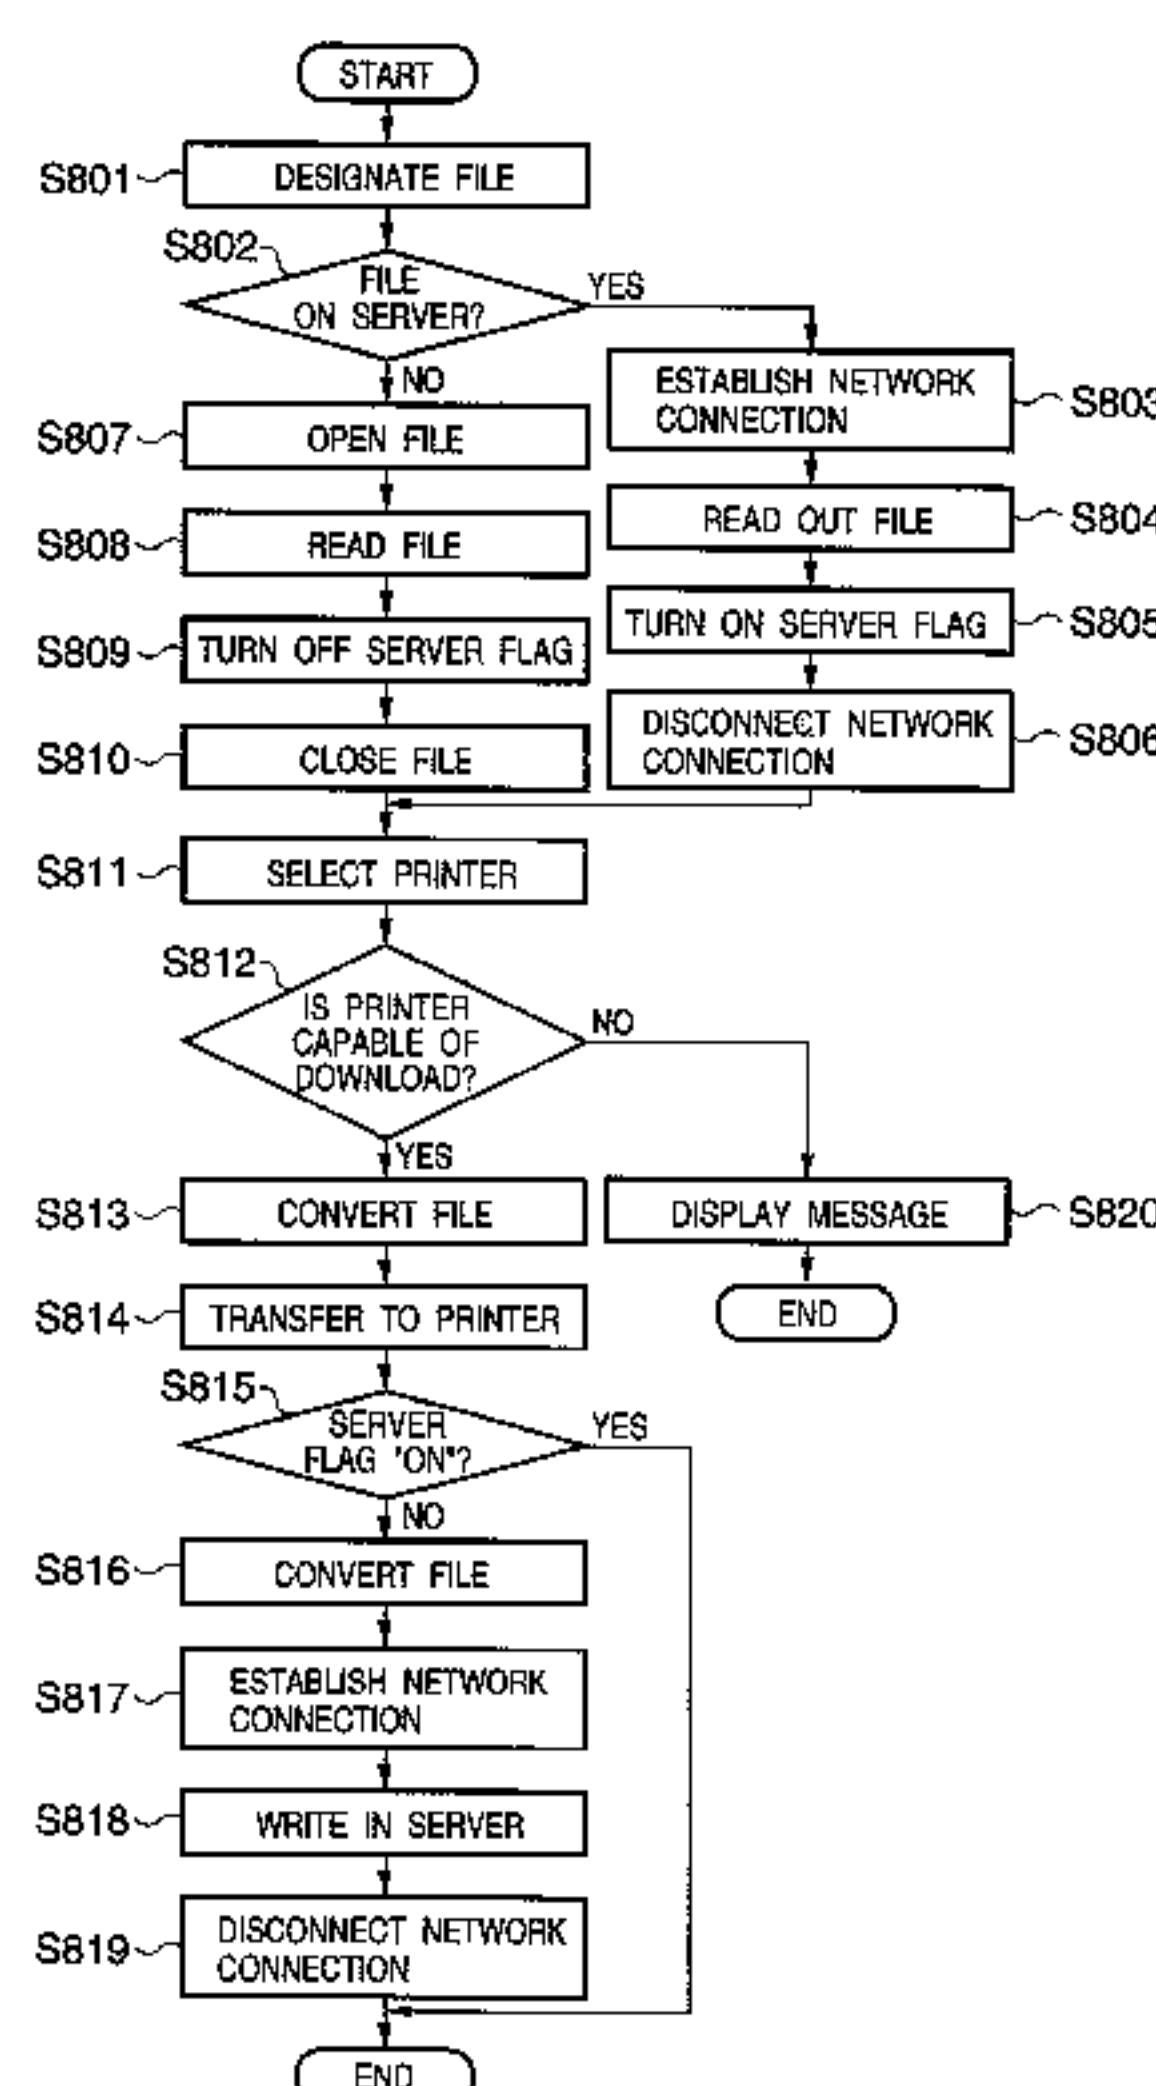 START
S801
DESIGNATE FILE
S802
FILE
ON SERVER?
YES
NO
ESTABLISH NETWORK
CONNECTION
S803
S807
OPEN FILE
READ OUT FILE
S804
S808
READ FILE
TURN ON SERVER FLAG
S805
S809
TURN OFF SERVER FLAG
DISCONNECT NETWORK
CONNECTION
S806
S810
CLOSE FILE
S811
SELECT PRINTER
S812
IS PRINTER
CAPABLE OF
DOWNLOAD?
NO
YES
S813
CONVERT FILE
DISPLAY MESSAGE
S820
S814
TRANSFER TO PRINTER
END
S815
SERVER
FLAG "ON"?
YES
NO
S816
CONVERT FILE
S817
ESTABLISH NETWORK
CONNECTION
S818
WRITE IN SERVER
S819
DISCONNECT NETWORK
CONNECTION
END